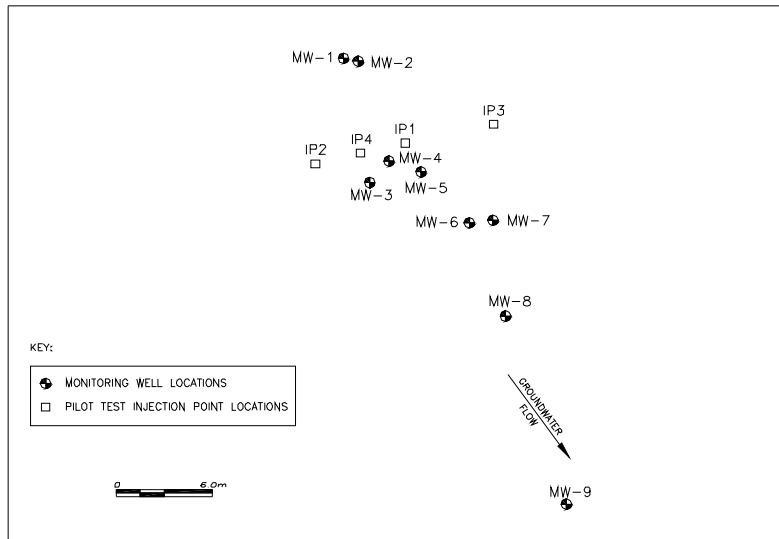 MW-1
MW-2
IP3
IP1
IP4
IP2
MW-4
MW-5
MW-3
MW-6
MW-7
MW-8
KEY:
MONITORING WELL LOCATIONS
PILOT TEST INJECTION POINT LOCATIONS
GROUNDWATER
FLOW
0 6.0m
MW-9